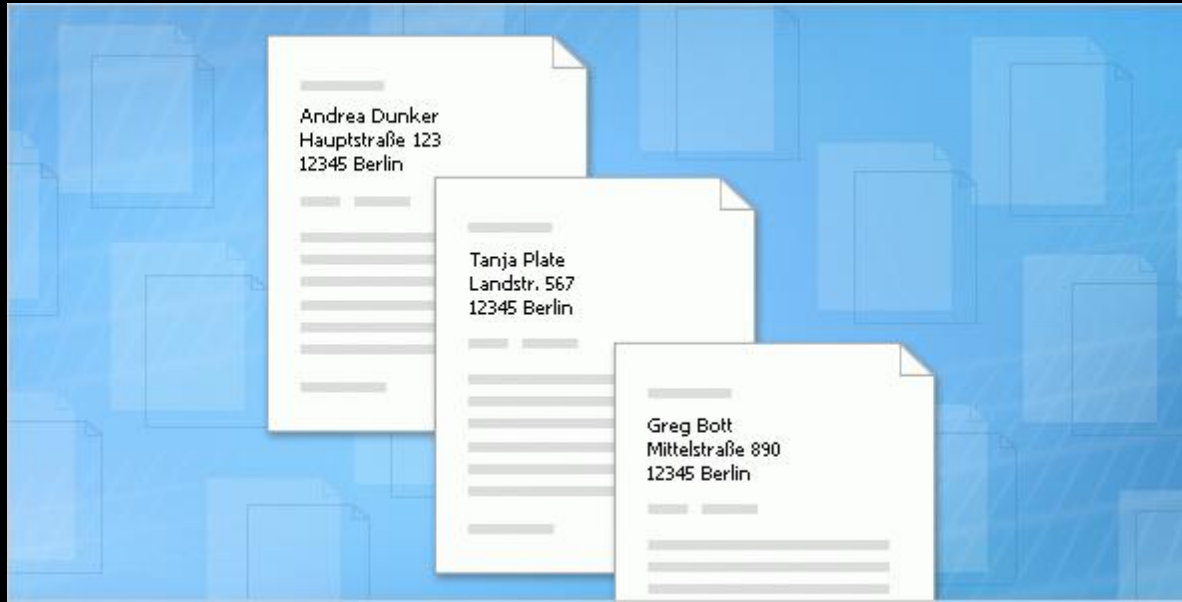 Andrea Dunker
Hauptstraße 123
12345 Berlin
Tanja Plate
Landstr. 567
12345 Berlin
Greg Bott
Mittelstraße 890
12345 Berlin